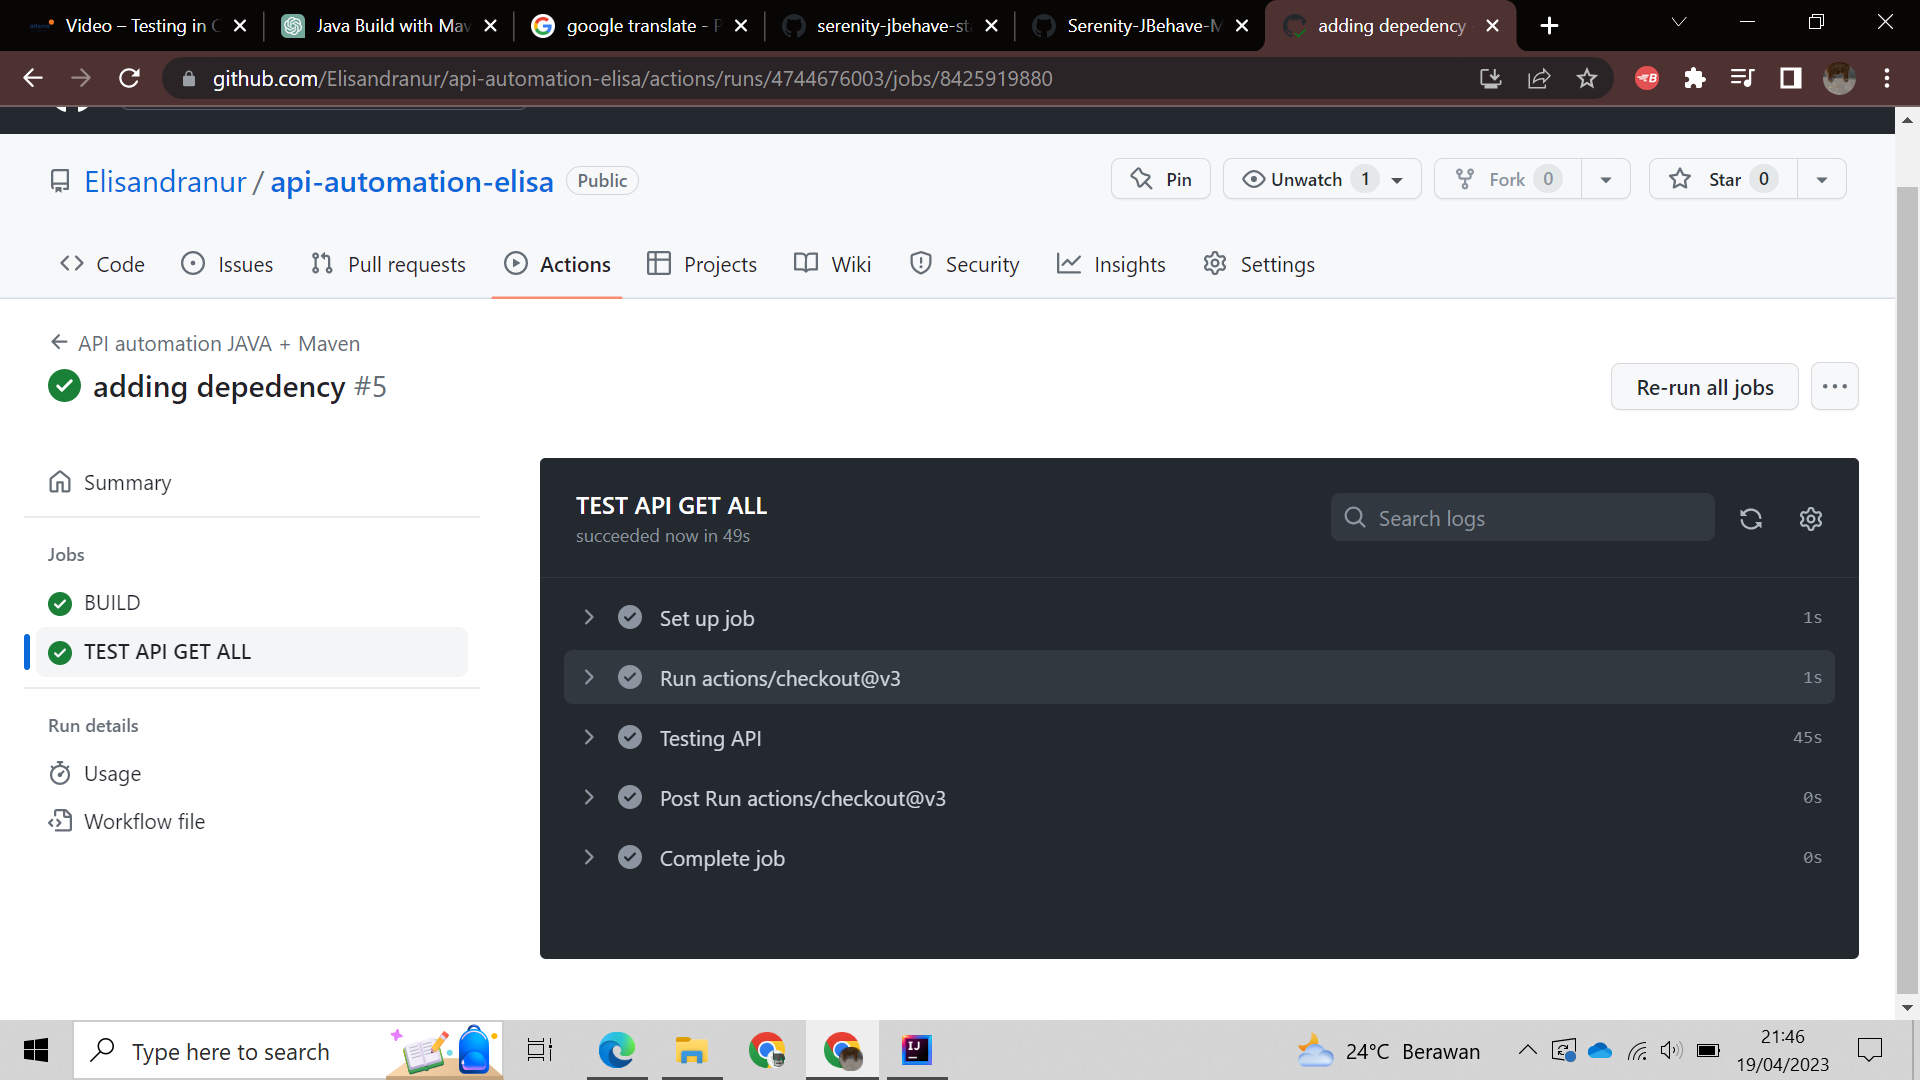 Video – Testing in C
Java Build with Mav
google translate - P
serenity-jbehave-sta
Serenity-JBehave-M
adding depedency
github.com/Elisandranur/api-automation-elisa/actions/runs/4744676003/jobs/8425919880
Elisandranur / api-automation-elisa Public
Pin Unwatch 1 Fork 0 Star 0
Code Issues Pull requests Actions Projects Wiki Security Insights Settings
API automation JAVA + Maven
adding depedency #5
Re-run all jobs
Summary
Jobs
BUILD
TEST API GET ALL
Run details
Usage
Workflow file
TEST API GET ALL
succeeded now in 49s
Search logs
Set up job 1s
Run actions/checkout@v3 1s
Testing API 45s
Post Run actions/checkout@v3 0s
Complete job 0s
Type here to search
IJ
24°C Berawan
21:46
19/04/2023